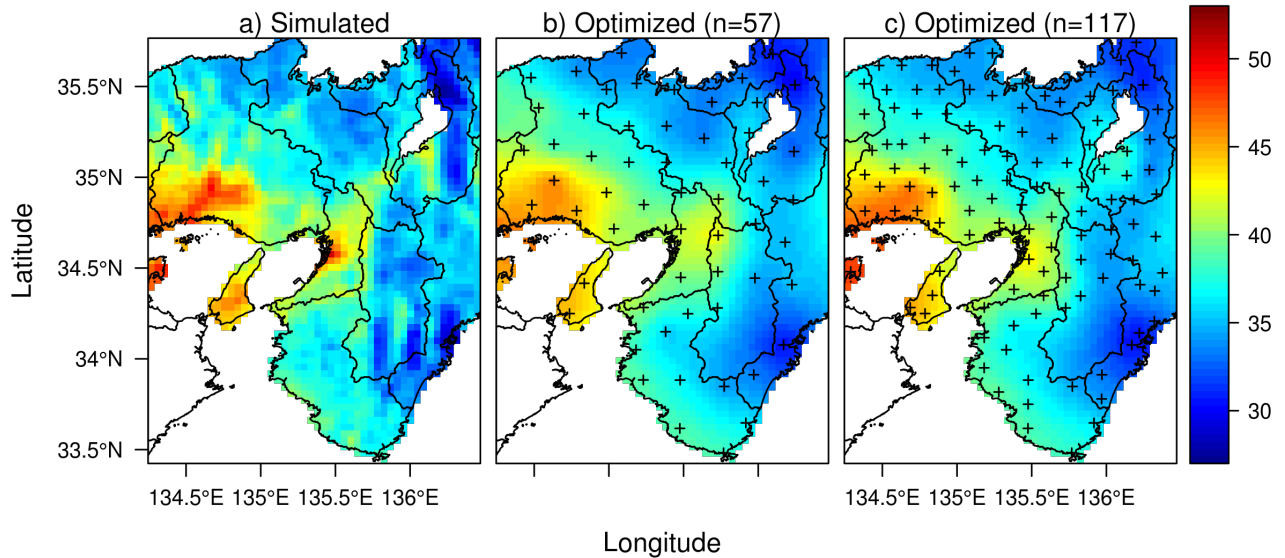 a) Simulated
b) Optimized (n=57)
c) Optimized (n=117)
35.5°N
35°N
34.5°N
34°N
33.5°N
Latitude
134.5°E 135°E 135.5°E 136°E
134.5°E 135°E 135.5°E 136°E
Longitude
50
45
40
35
30